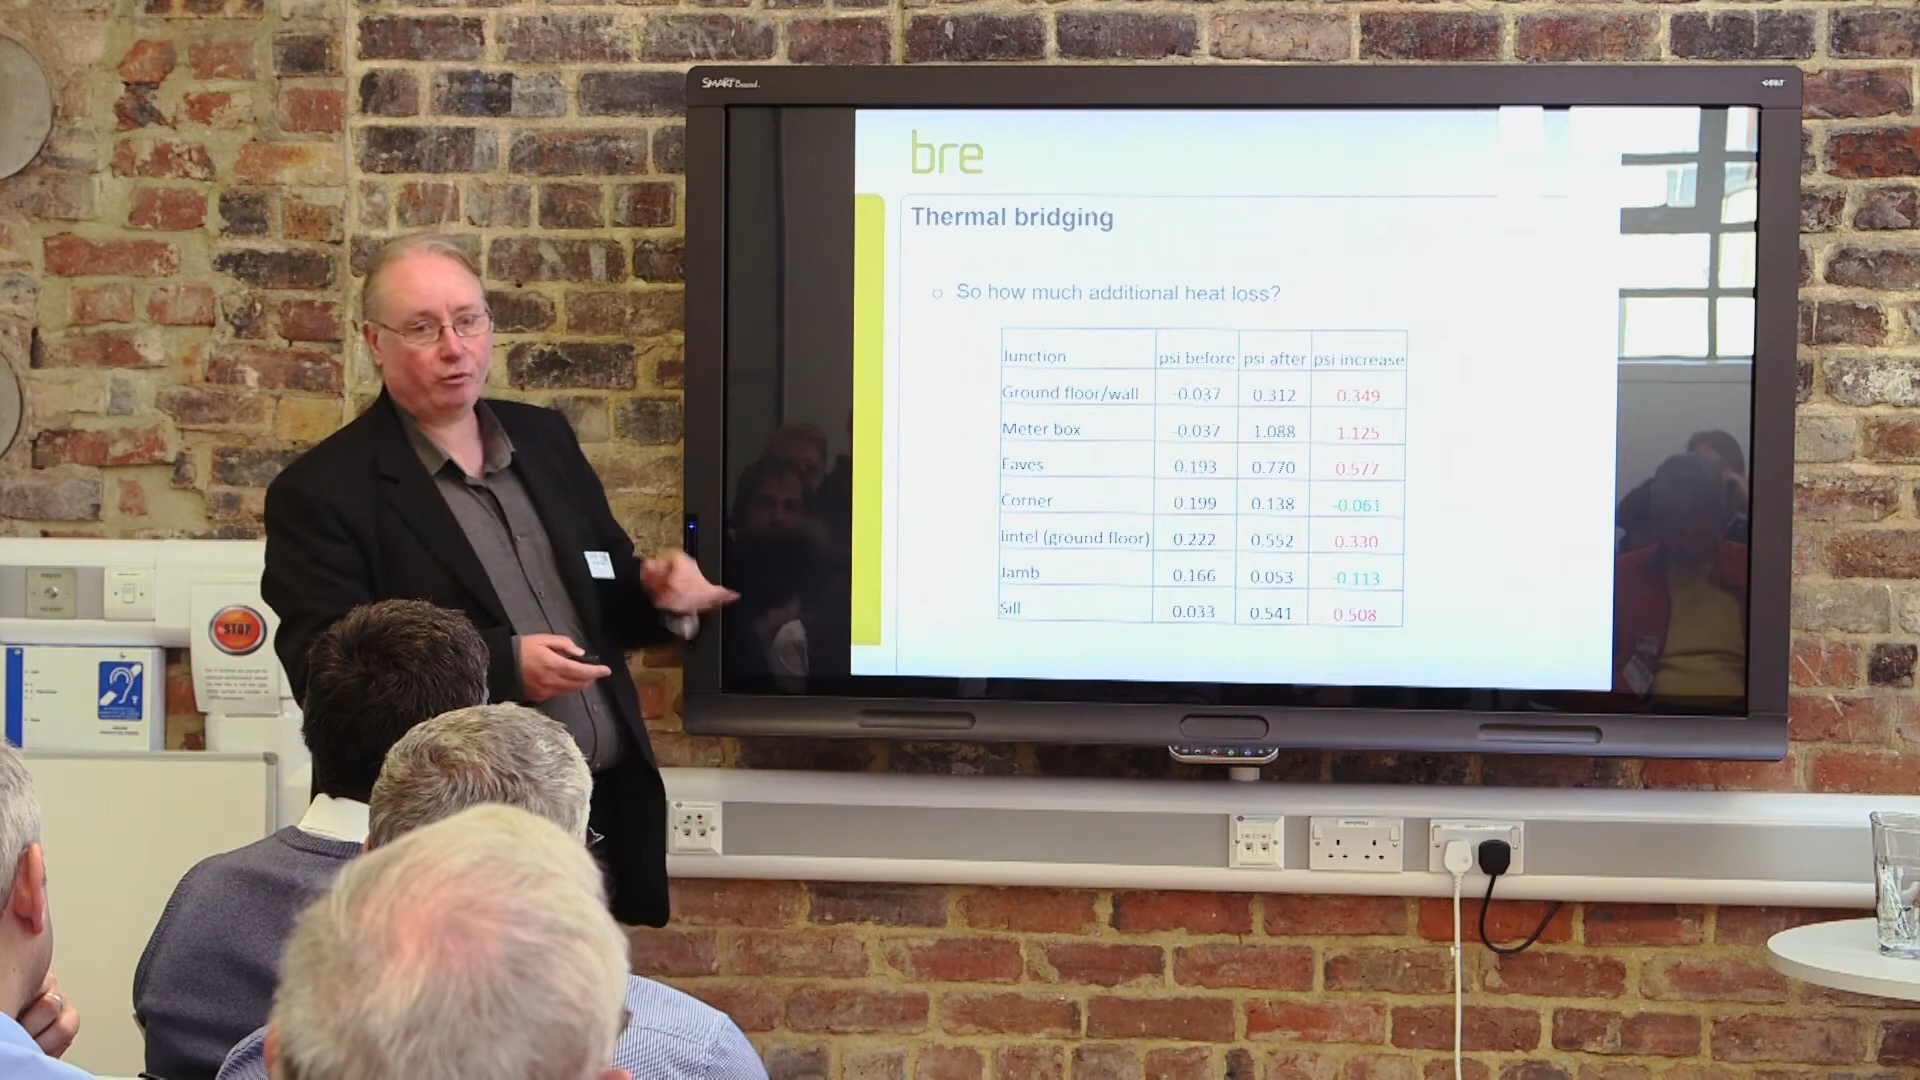 SMART Board
bre
Thermal bridging
So how much additional heat loss?
Junction psi before psi after psi increase
Ground floor/wall -0.037 0.312 0.349
Meter box -0.037 1.088 1.125
Eaves 0.193 0.770 0.577
Corner 0.199 0.138 -0.061
lintel (ground floor) 0.222 0.552 0.330
Jamb 0.166 0.053 -0.113
Sill 0.033 0.541 0.508
STOP